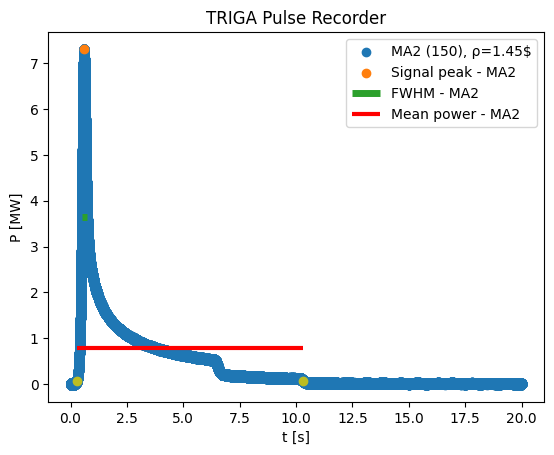 TRIGA Pulse Recorder
MA2 (150), ρ=1.45$
Signal peak - MA2
FWHM - MA2
Mean power - MA2
P [MW]
7
6
5
4
3
2
1
0
0.0 2.5 5.0 7.5 10.0 12.5 15.0 17.5 20.0
t [s]